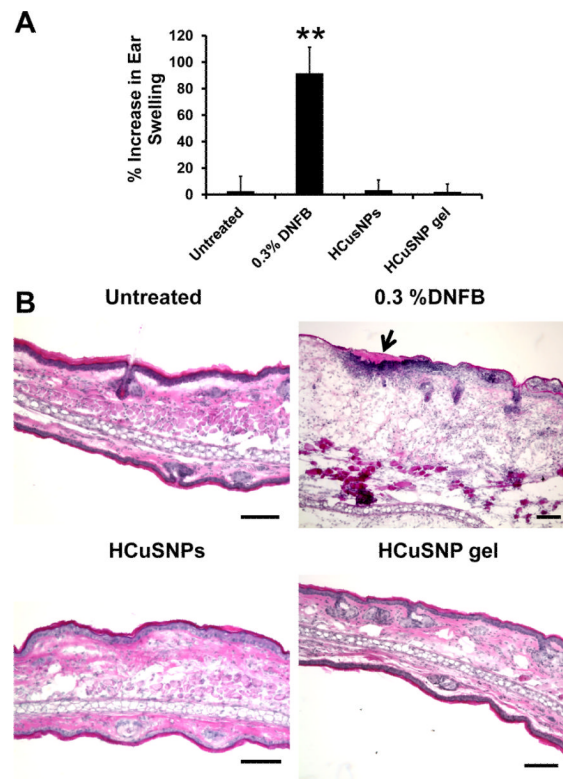 A
**
% Increase in Ear
Swelling
120
100
80
60
40
20
0
Untreated
0.3% DNFB
HCusNPs
HCuSNP gel
B
Untreated
0.3 %DNFB
HCuSNPs
HCuSNP gel